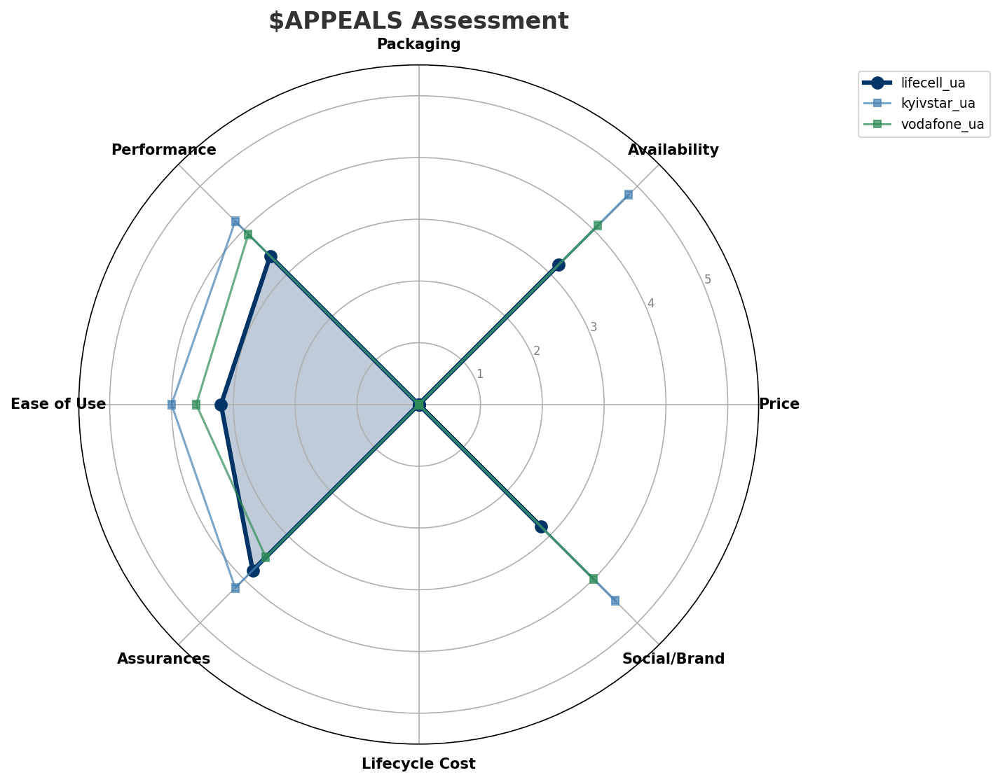 $APPEALS Assessment
Packaging
lifecell_ua
kyivstar_ua
vodafone_ua
Performance
Availability
5
4
3
2
1
Ease of Use
Price
Assurances
Social/Brand
Lifecycle Cost